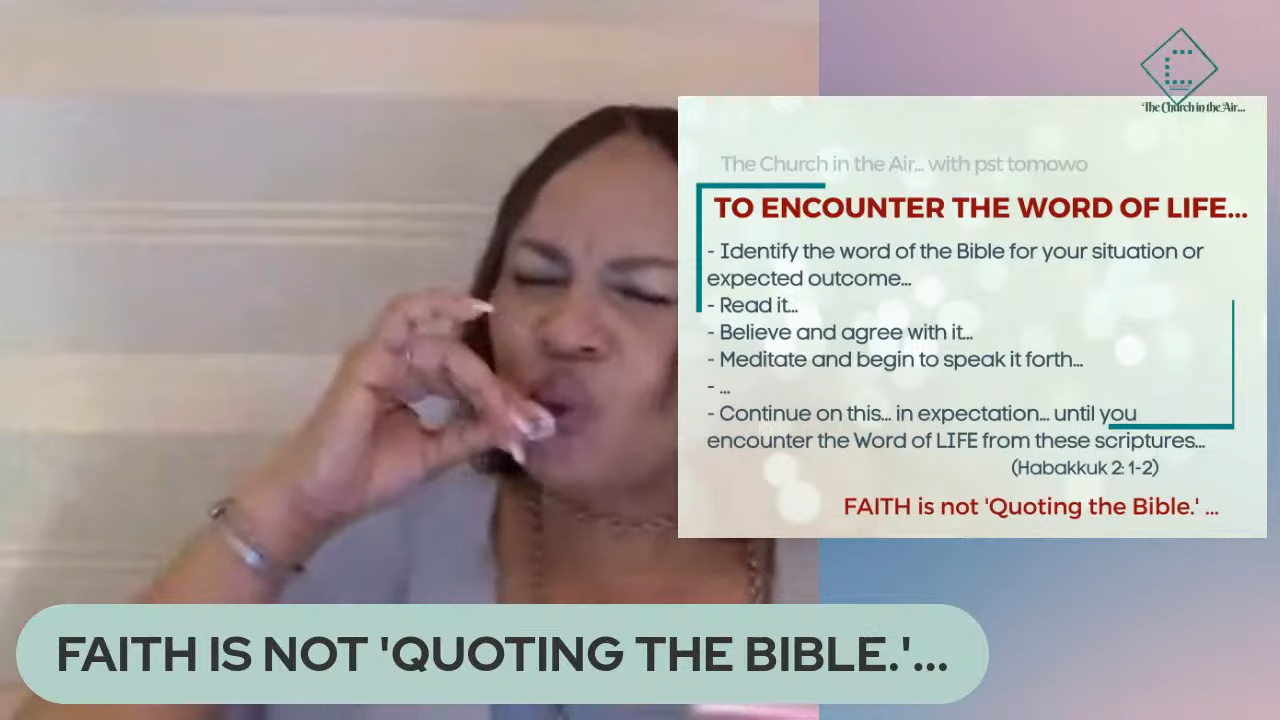 The Church in the Air...
The Church in the Air... with pst tomowo
TO ENCOUNTER THE WORD OF LIFE...
- Identify the word of the Bible for your situation or
expected outcome...
- Read it...
- Believe and agree with it...
- Meditate and begin to speak it forth...
- ...
- Continue on this... in expectation... until you
encounter the Word of LIFE from these scriptures...
(Habakkuk 2: 1-2)
FAITH is not 'Quoting the Bible.' ...
FAITH IS NOT 'QUOTING THE BIBLE.'...